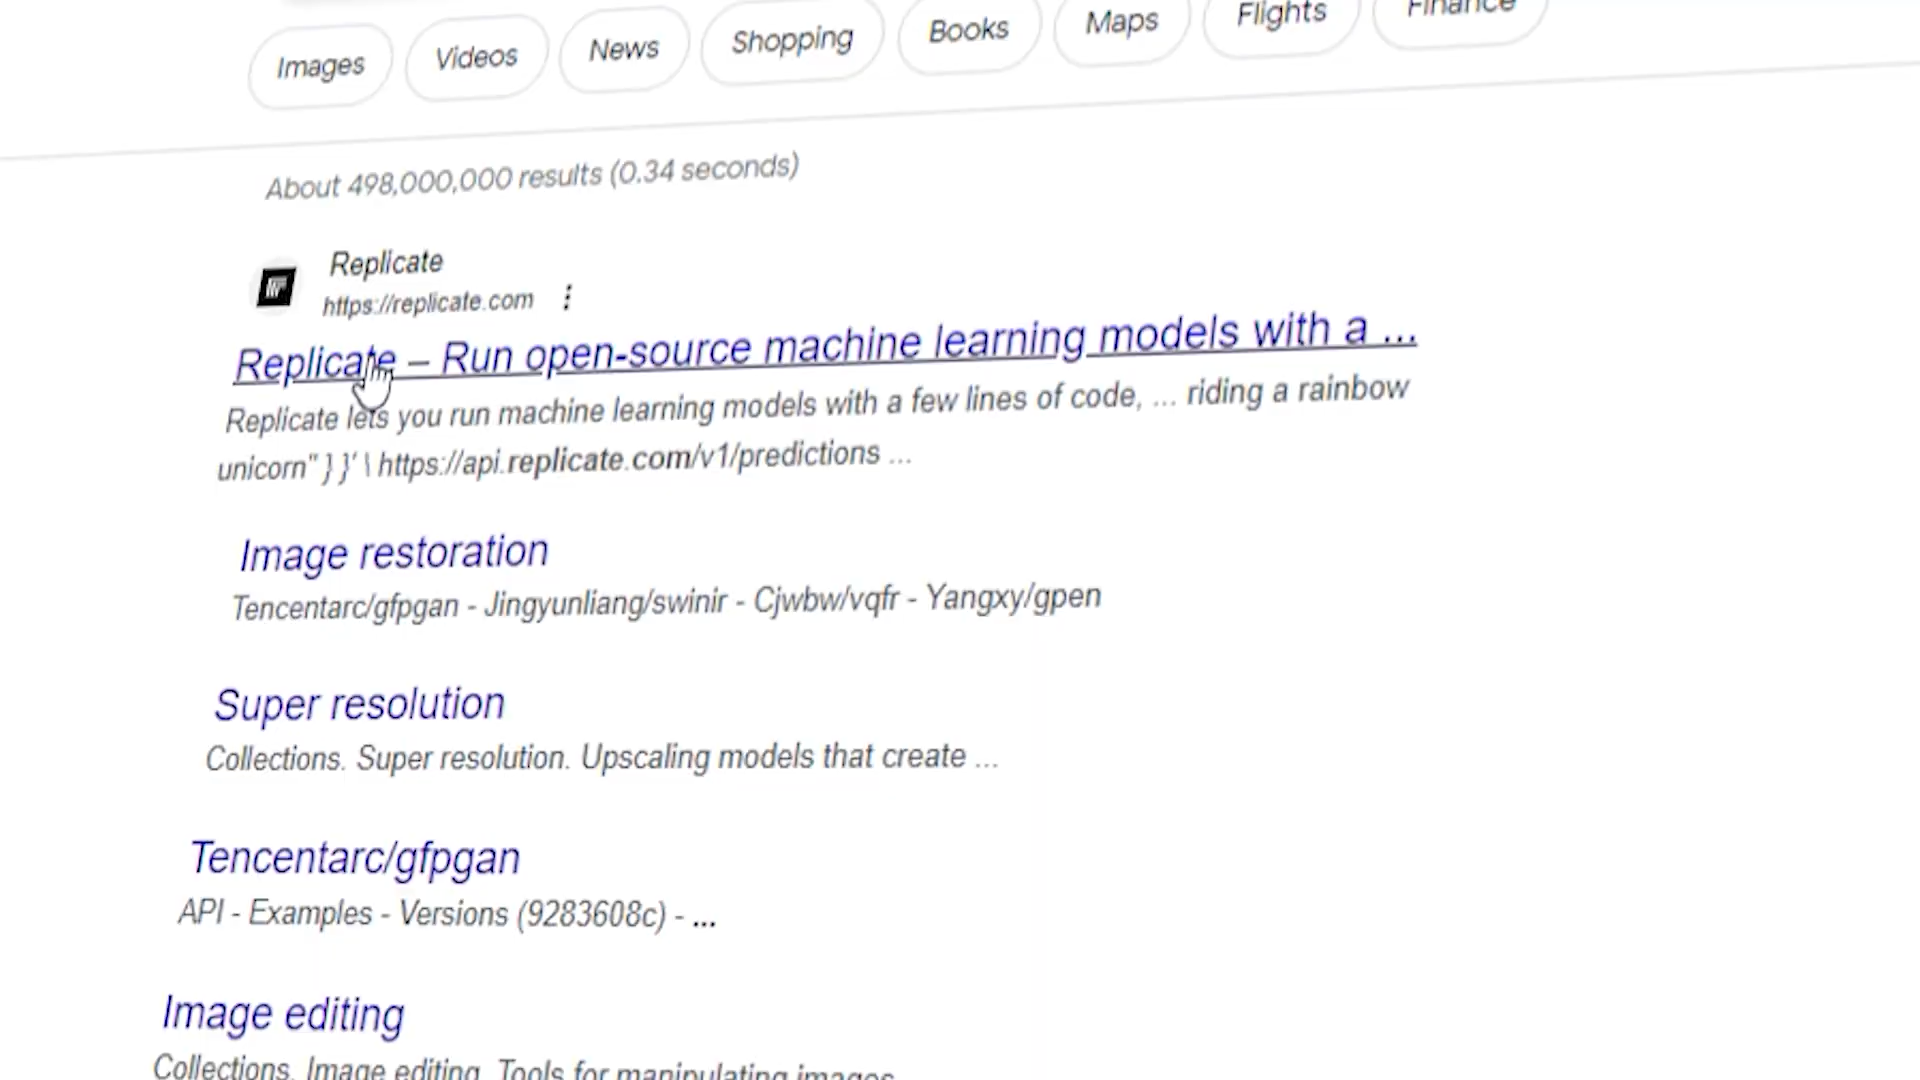 Images Videos News Shopping Books Maps Flights Finance
About 498,000,000 results (0.34 seconds)
Replicate
https://replicate.com
Replicate – Run open-source machine learning models with a ...
Replicate lets you run machine learning models with a few lines of code, ... riding a rainbow
unicorn" } }' \ https://api.replicate.com/v1/predictions ...
Image restoration
Tencentarc/gfpgan - Jingyunliang/swinir - Cjwbw/vqfr - Yangxy/gpen
Super resolution
Collections. Super resolution. Upscaling models that create ...
Tencentarc/gfpgan
API - Examples - Versions (9283608c) - ...
Image editing
Collections. Image editing. Tools for manipulating images.